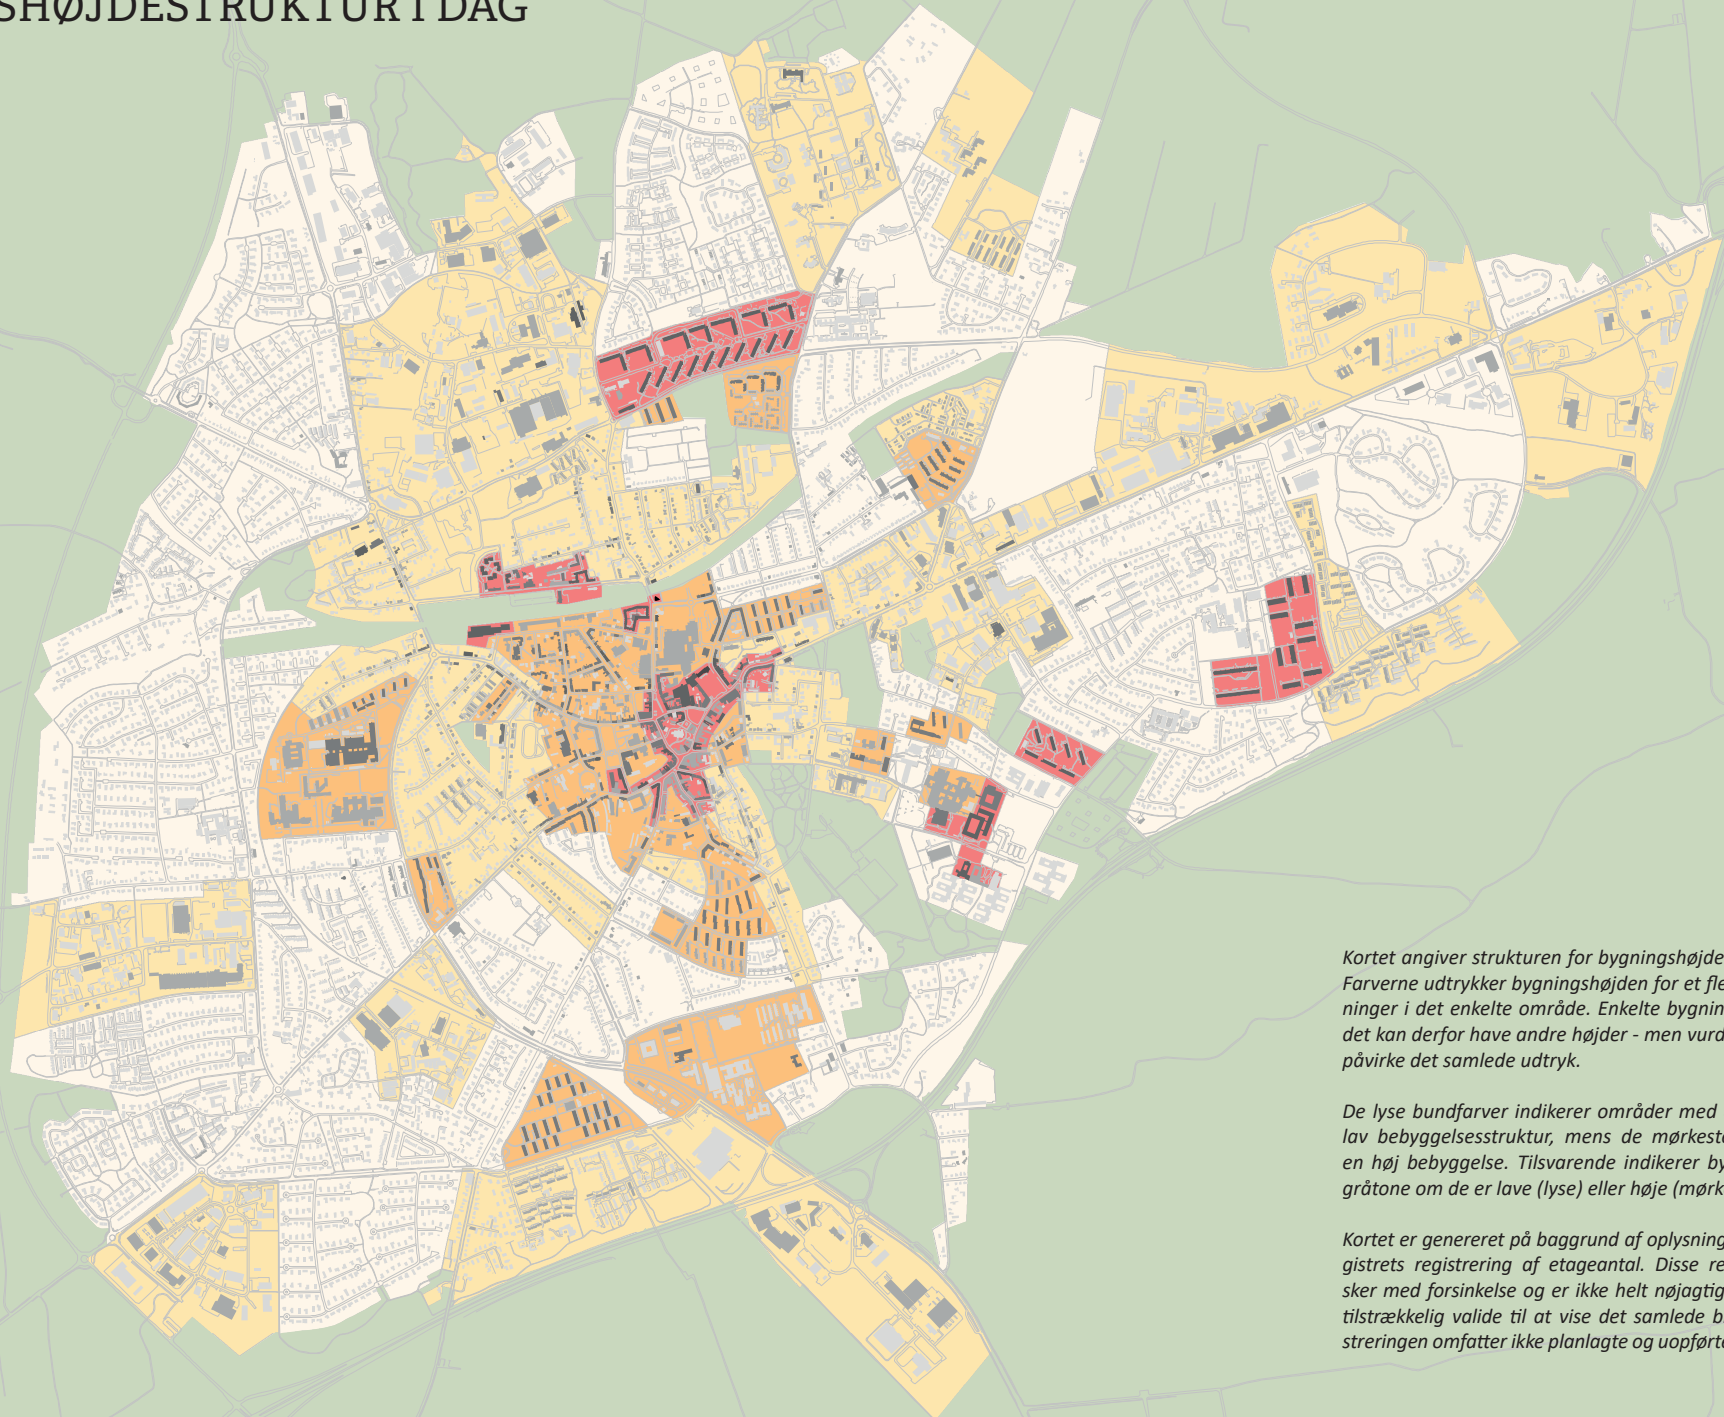 SHØJDESTRUKTUR I DAG
Kortet angiver strukturen for bygningshøjde
Farverne udtrykker bygningshøjden for et fle
ninger i det enkelte område. Enkelte bygnin
det kan derfor have andre højder - men vurd
påvirke det samlede udtryk.
De lyse bundfarver indikerer områder med
lav bebyggelsesstruktur, mens de mørkest
en høj bebyggelse. Tilsvarende indikerer by
gråtone om de er lave (lyse) eller høje (mørk
Kortet er genereret på baggrund af oplysning
gistrets registrering af etageantal. Disse re
sker med forsinkelse og er ikke helt nøjagtig
tilstrækkelig valide til at vise det samlede b
streringen omfatter ikke planlagte og uopført